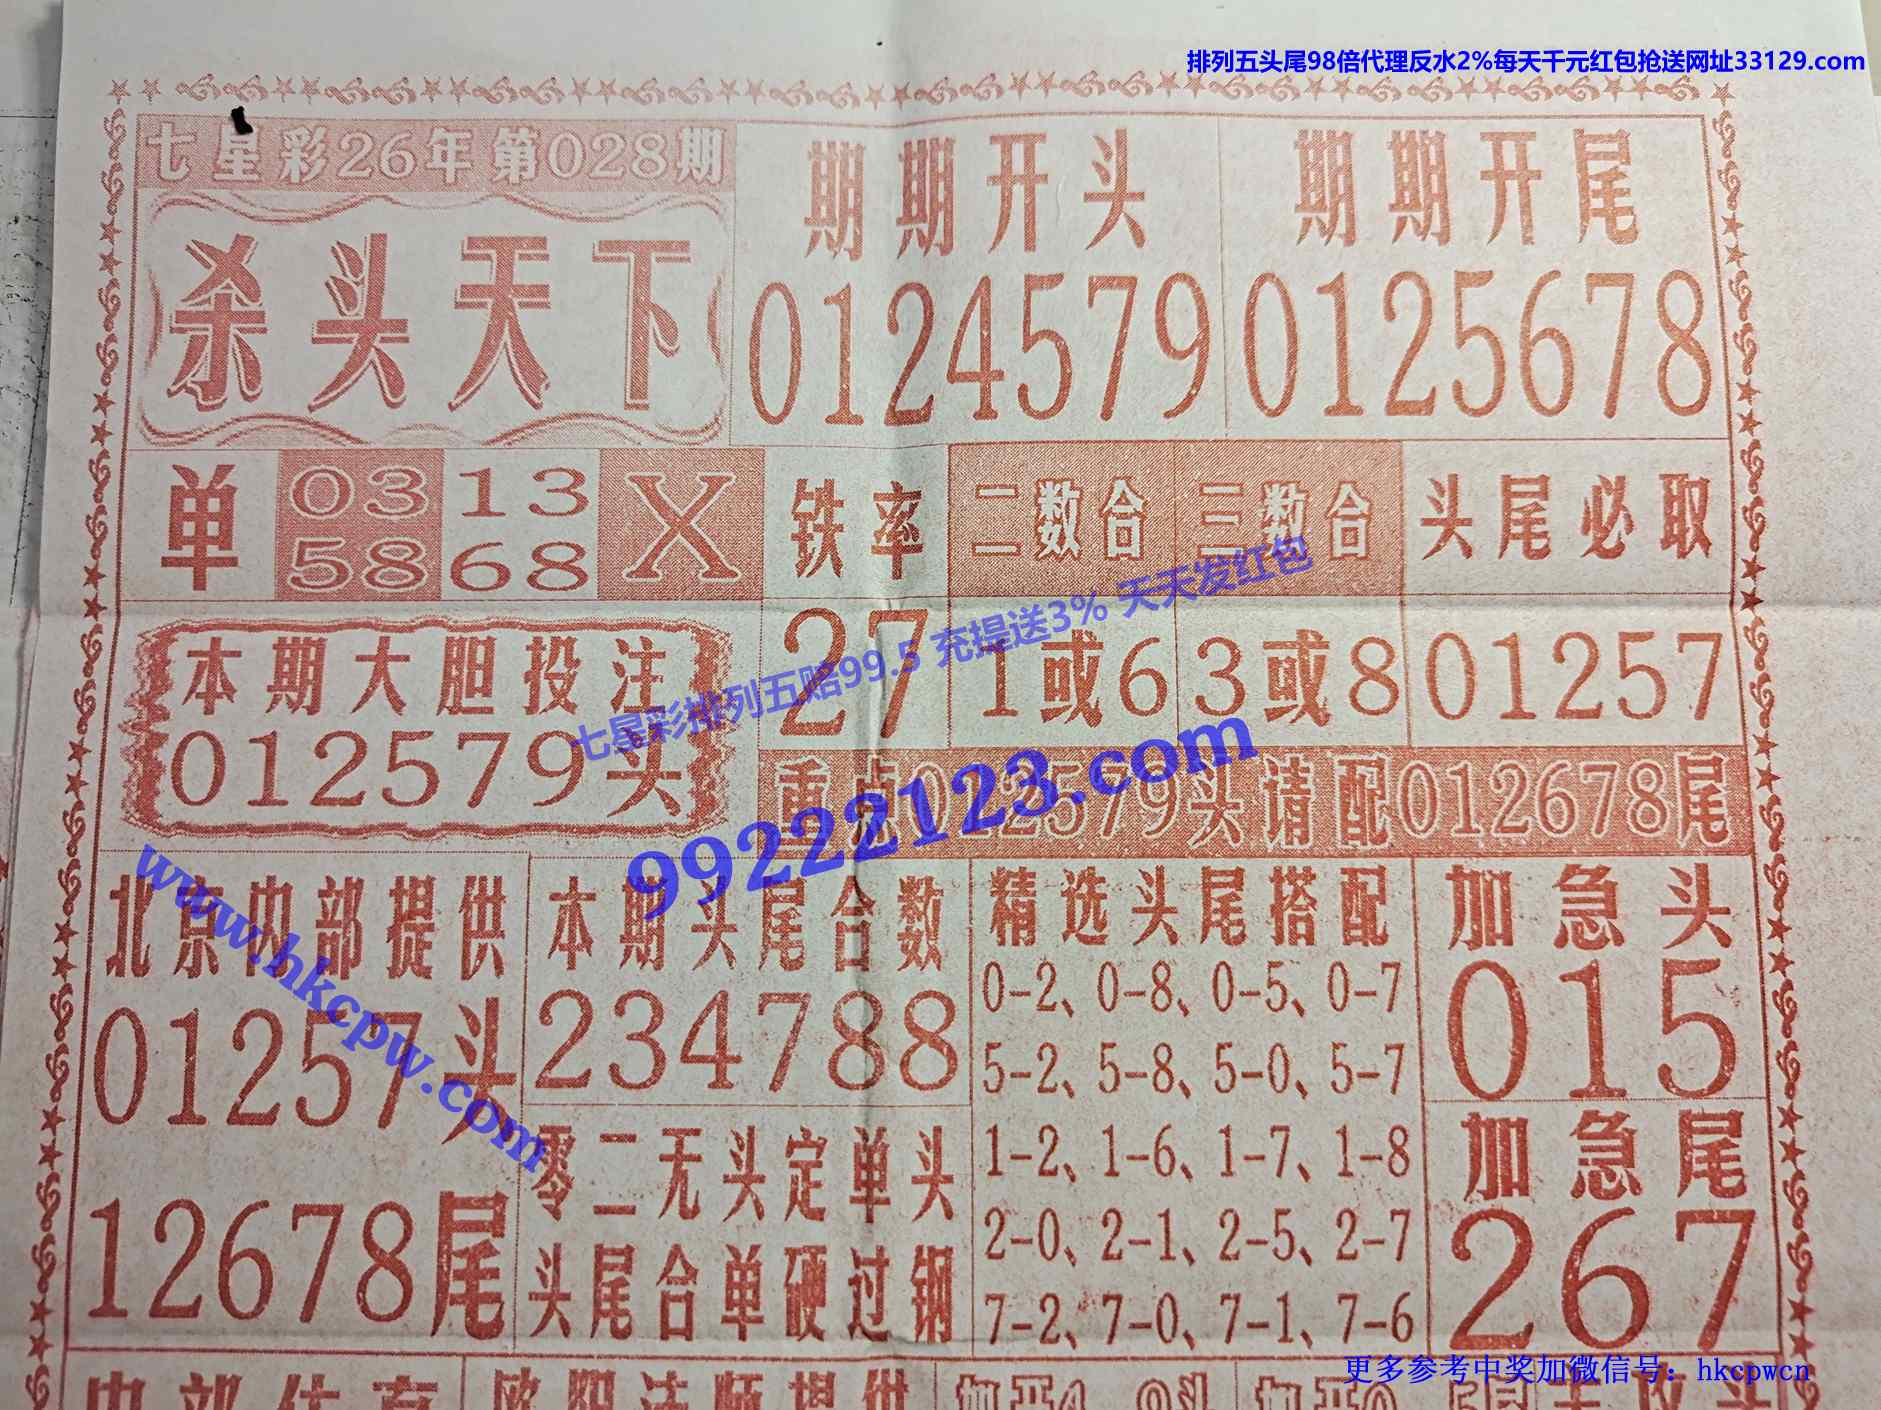 排列五头尾98倍代理反水2%每天千元红包抢送网址33129.com
七星彩26年第028期
杀头天下
期期开头
0124579
期期开尾
0125678
单
03 13
58 68
X
铁率
27
二数合
1或6
三数合
3或8
头尾必取
01257
本期大胆投注
012579头
重点012579头请配012678尾
七星彩排列五赔99.5 充提送3% 天天发红包
99222123.com
www.hkcpw.com
北京内部提供
01257头
12678尾
本期头尾合数
234788
零二无头定单头
头尾合单硬过钢
精选头尾搭配
0-2、0-8、0-5、0-7
5-2、5-8、5-0、5-7
1-2、1-6、1-7、1-8
2-0、2-1、2-5、2-7
7-2、7-0、7-1、7-6
加急头
015
加急尾
267
更多参考中奖加微信号：hkcpwcn